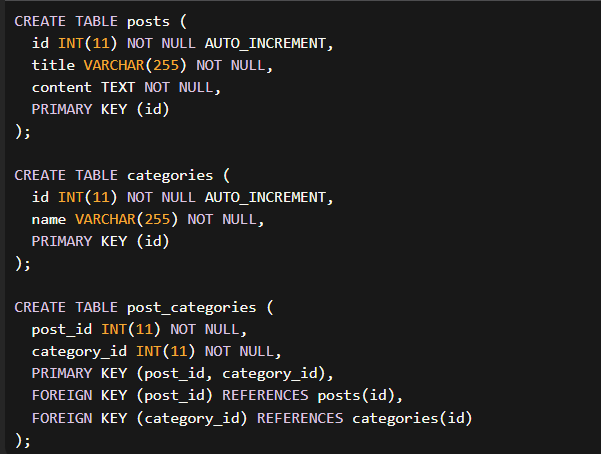 CREATE TABLE posts (
  id INT(11) NOT NULL AUTO_INCREMENT,
  title VARCHAR(255) NOT NULL,
  content TEXT NOT NULL,
  PRIMARY KEY (id)
);

CREATE TABLE categories (
  id INT(11) NOT NULL AUTO_INCREMENT,
  name VARCHAR(255) NOT NULL,
  PRIMARY KEY (id)
);

CREATE TABLE post_categories (
  post_id INT(11) NOT NULL,
  category_id INT(11) NOT NULL,
  PRIMARY KEY (post_id, category_id),
  FOREIGN KEY (post_id) REFERENCES posts(id),
  FOREIGN KEY (category_id) REFERENCES categories(id)
);